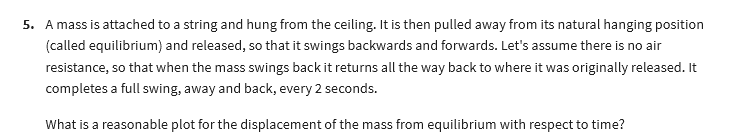 5. A mass is attached to a string and hung from the ceiling. It is then pulled away from its natural hanging position
(called equilibrium) and released, so that it swings backwards and forwards. Let's assume there is no air
resistance, so that when the mass swings back it returns all the way back to where it was originally released. It
completes a full swing, away and back, every 2 seconds.
What is a reasonable plot for the displacement of the mass from equilibrium with respect to time?